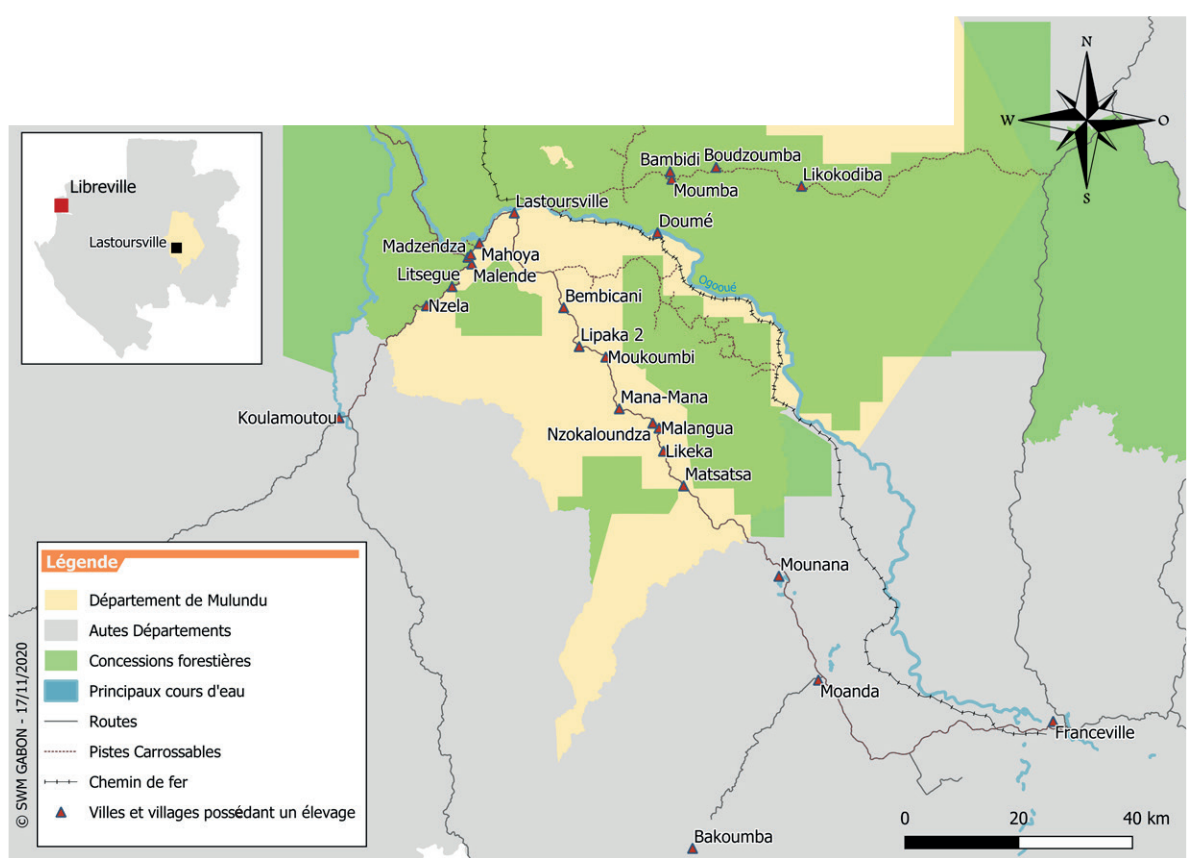 N
W
O
S
Libreville
Lastoursville
Bambidi
Boudzoumba
Moumba
Likokodiba
Lastoursville
Doumé
Madzendza
Mahoya
Litsegue
Malende
Nzela
Ogooué
Bembicani
Lipaka 2
Moukoumbi
Koulamoutou
Mana-Mana
Nzokaloundza
Malangua
Likeka
Matsatsa
Mounana
Moanda
Franceville
Bakoumba
Légende
Département de Mulundu
Autes Départements
Concessions forestières
Principaux cours d'eau
Routes
Pistes Carrossables
Chemin de fer
Villes et villages possédant un élevage
0 20 40 km
© SWM GABON - 17/11/2020